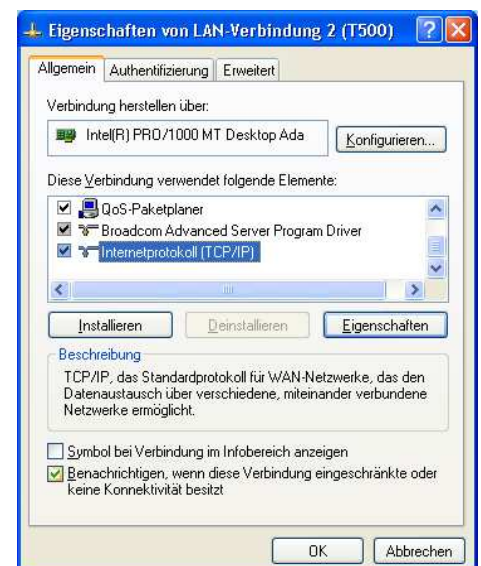 Eigenschaften von LAN-Verbindung 2 (T500)
Allgemein Authentifizierung Erweitert
Verbindung herstellen über:
Intel(R) PRO/1000 MT Desktop Ada
Konfigurieren...
Diese Verbindung verwendet folgende Elemente:
QoS-Paketplaner
Broadcom Advanced Server Program Driver
Internetprotokoll (TCP/IP)
Installieren Deinstallieren Eigenschaften
Beschreibung
TCP/IP, das Standardprotokoll für WAN-Netzwerke, das den
Datenaustausch über verschiedene, miteinander verbundene
Netzwerke ermöglicht.
Symbol bei Verbindung im Infobereich anzeigen
Benachrichtigen, wenn diese Verbindung eingeschränkte oder
keine Konnektivität besitzt
OK Abbrechen